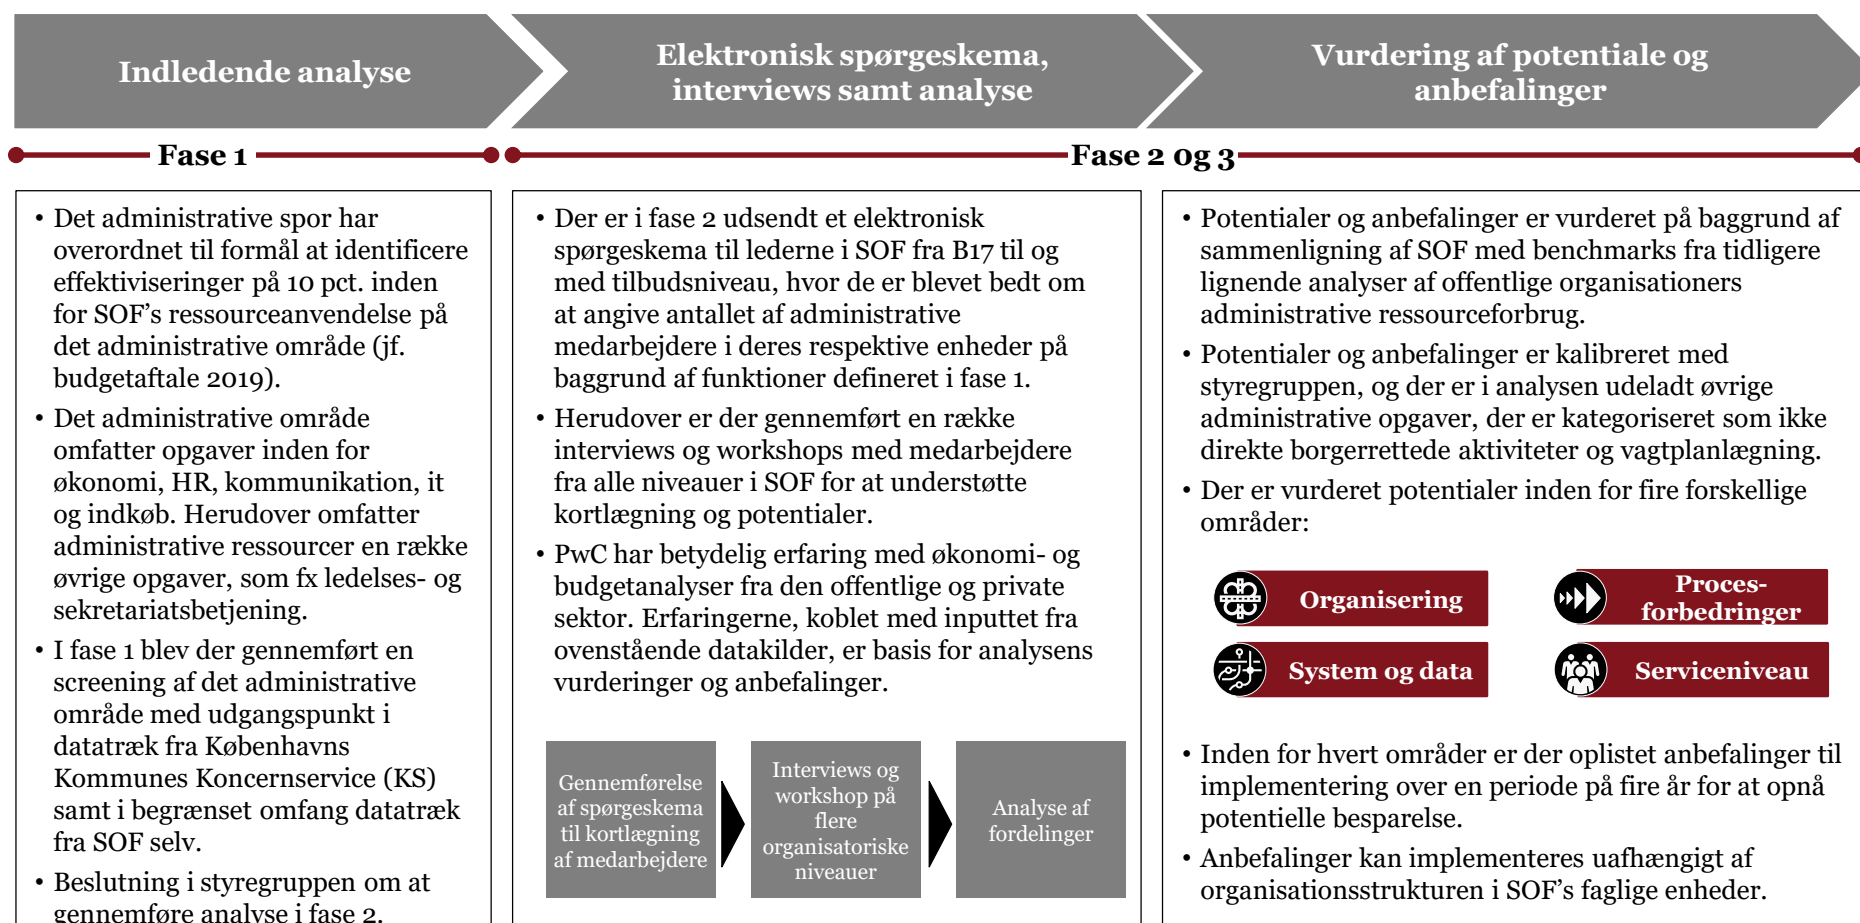 Indledende analyse
Elektronisk spørgeskema,
interviews samt analyse
Vurdering af potentiale og
anbefalinger
Fase 1
Fase 2 og 3
• Det administrative spor har
overordnet til formål at identificere
effektiviseringer på 10 pct. inden
for SOF's ressourceanvendelse på
det administrative område (jf.
budgetaftale 2019).
• Det administrative område
omfatter opgaver inden for
økonomi, HR, kommunikation, it
og indkøb. Herudover omfatter
administrative ressourcer en række
øvrige opgaver, som fx ledelses- og
sekretariatsbetjening.
• I fase 1 blev der gennemført en
screening af det administrative
område med udgangspunkt i
datatræk fra Københavns
Kommunes Koncernservice (KS)
samt i begrænset omfang datatræk
fra SOF selv.
• Beslutning i styregruppen om at
gennemføre analyse i fase 2.
• Der er i fase 2 udsendt et elektronisk
spørgeskema til lederne i SOF fra B17 til og
med tilbudsniveau, hvor de er blevet bedt om
at angive antallet af administrative
medarbejdere i deres respektive enheder på
baggrund af funktioner defineret i fase 1.
• Herudover er der gennemført en række
interviews og workshops med medarbejdere
fra alle niveauer i SOF for at understøtte
kortlægning og potentialer.
• PwC har betydelig erfaring med økonomi- og
budgetanalyser fra den offentlige og private
sektor. Erfaringerne, koblet med inputtet fra
ovenstående datakilder, er basis for analysens
vurderinger og anbefalinger.
Gennemførelse
af spørgeskema
til kortlægning
af medarbejdere
Interviews og
workshop på
flere
organisatoriske
niveauer
Analyse af
fordelinger
• Potentialer og anbefalinger er vurderet på baggrund af
sammenligning af SOF med benchmarks fra tidligere
lignende analyser af offentlige organisationers
administrative ressourceforbrug.
• Potentialer og anbefalinger er kalibreret med
styregruppen, og der er i analysen udeladt øvrige
administrative opgaver, der er kategoriseret som ikke
direkte borgerrettede aktiviteter og vagtplanlægning.
• Der er vurderet potentialer inden for fire forskellige
områder:
Organisering
Proces-
forbedringer
System og data
Serviceniveau
• Inden for hvert områder er der oplistet anbefalinger til
implementering over en periode på fire år for at opnå
potentielle besparelse.
• Anbefalinger kan implementeres uafhængigt af
organisationsstrukturen i SOF's faglige enheder.